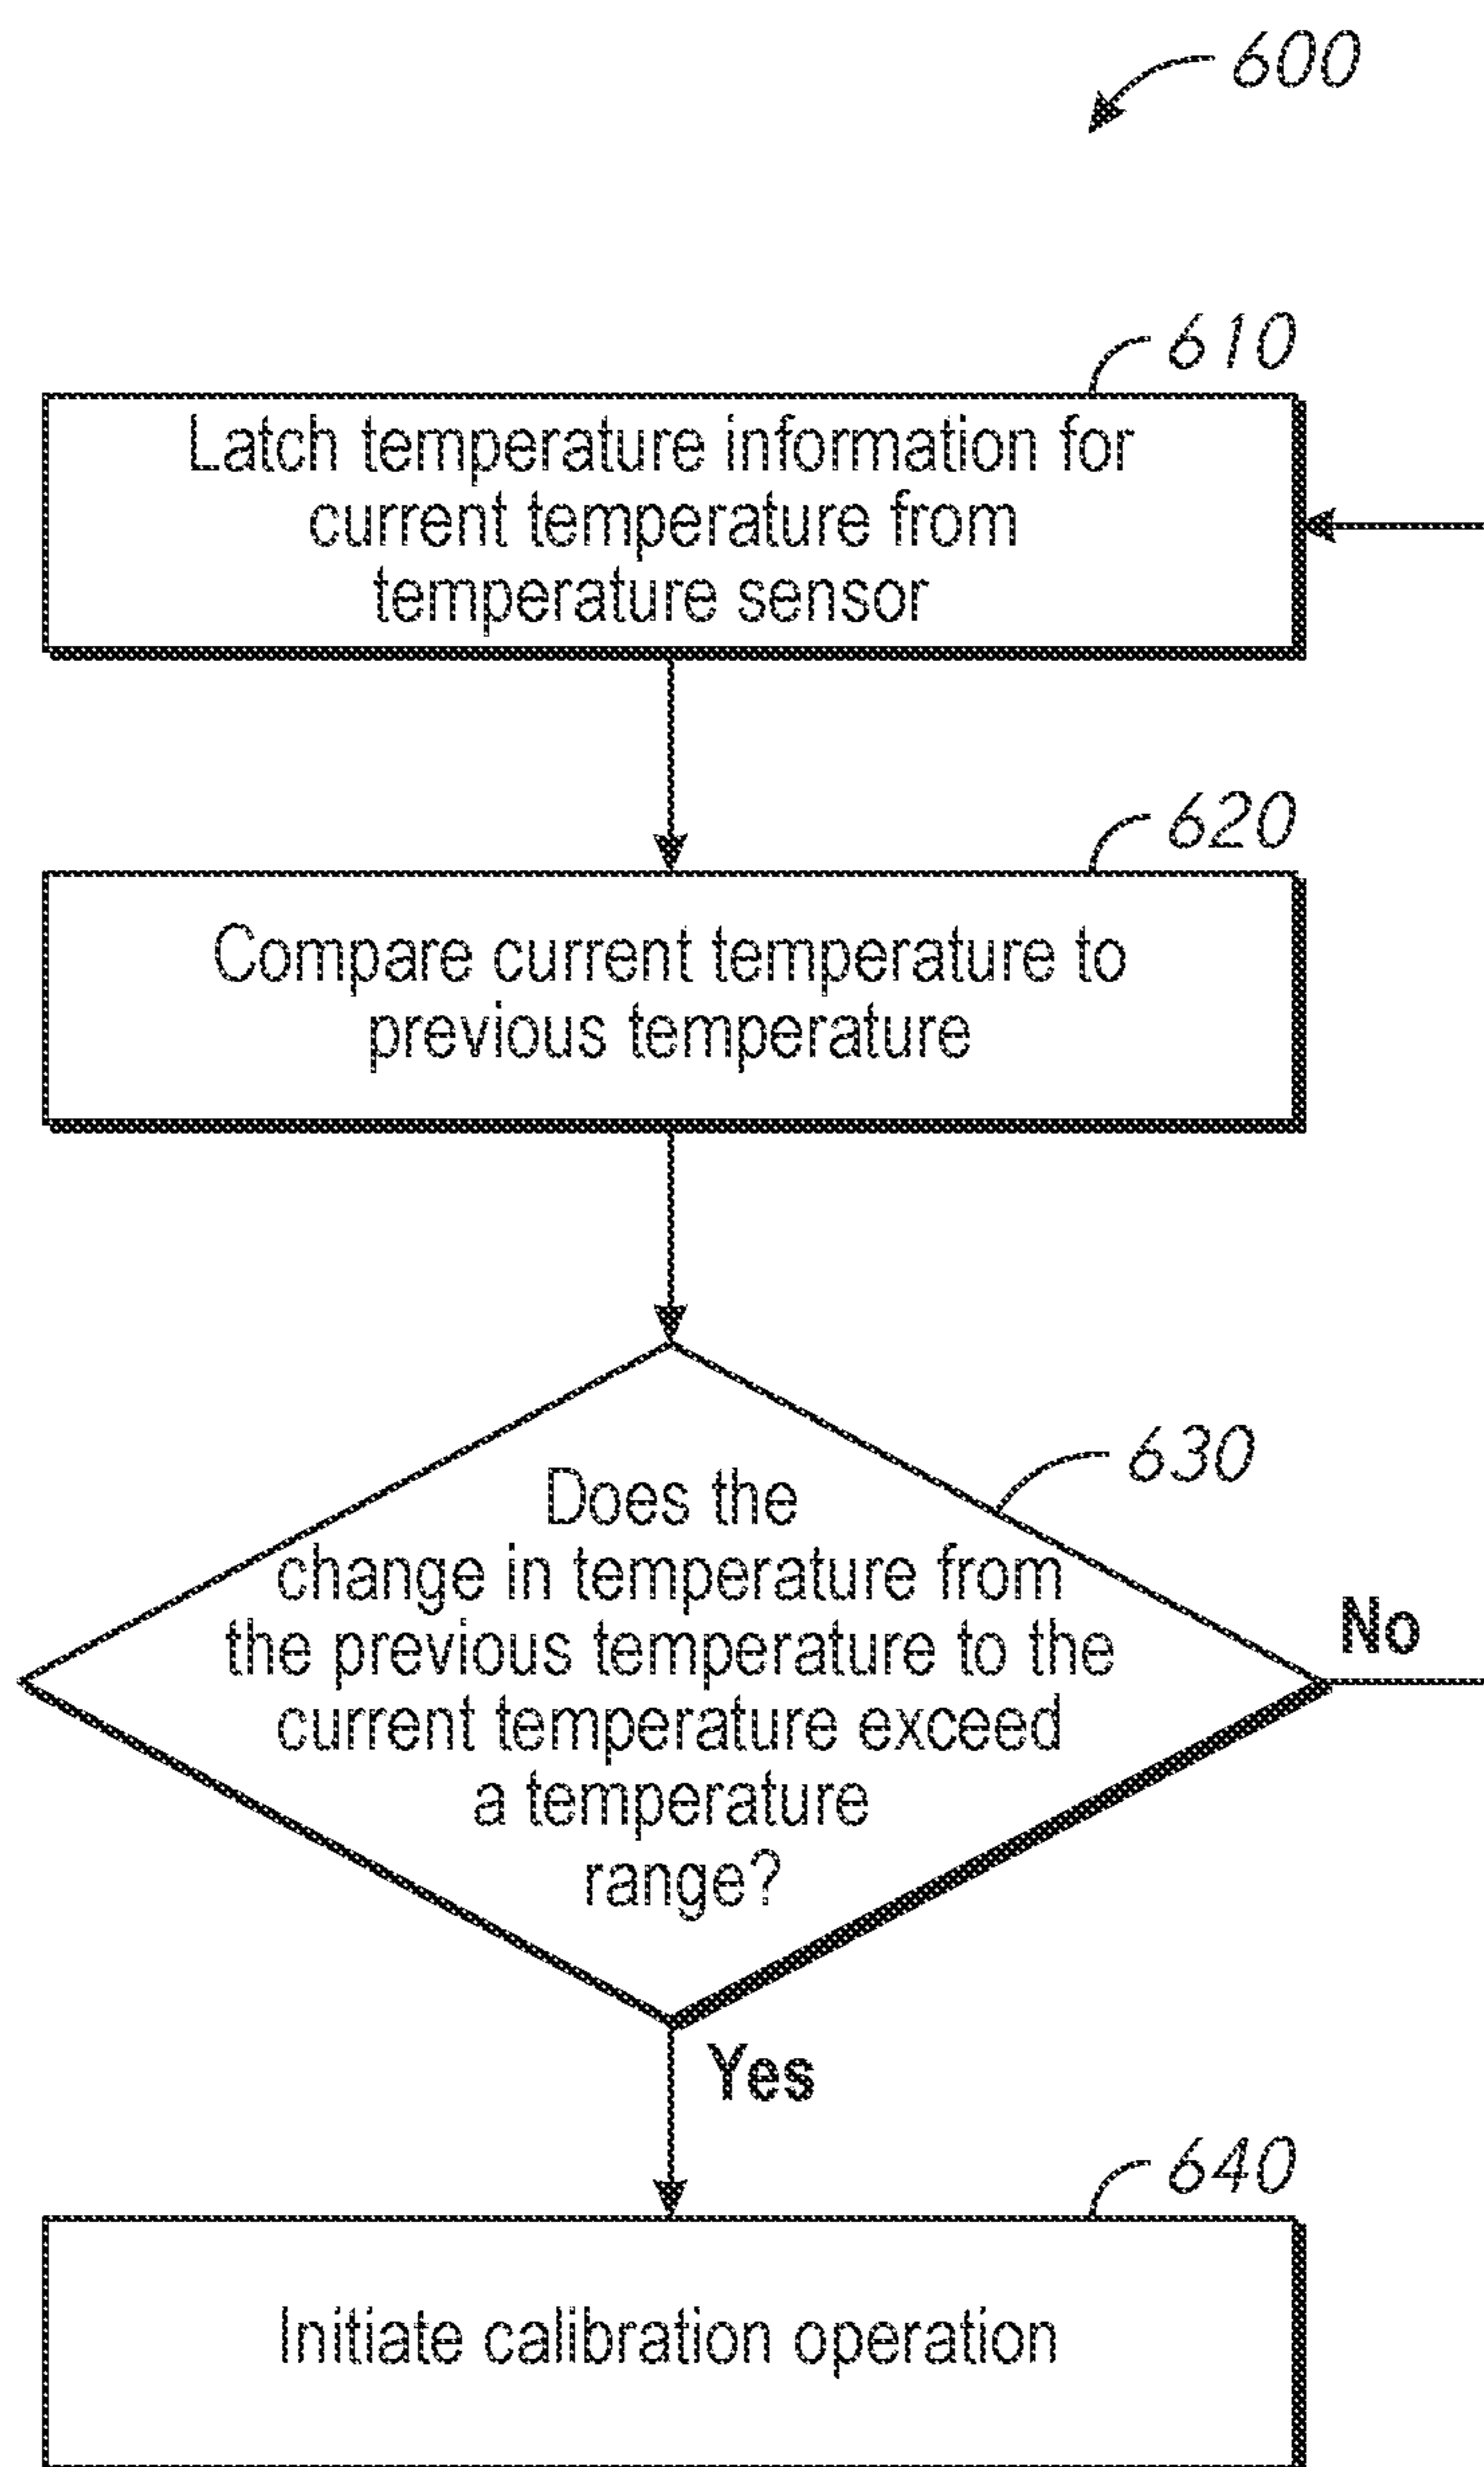 600
610
Latch temperature information for
current temperature from
temperature sensor
620
Compare current temperature to
previous temperature
630
Does the
change in temperature from
the previous temperature to the
current temperature exceed
a temperature
range?
No
Yes
640
Initiate calibration operation